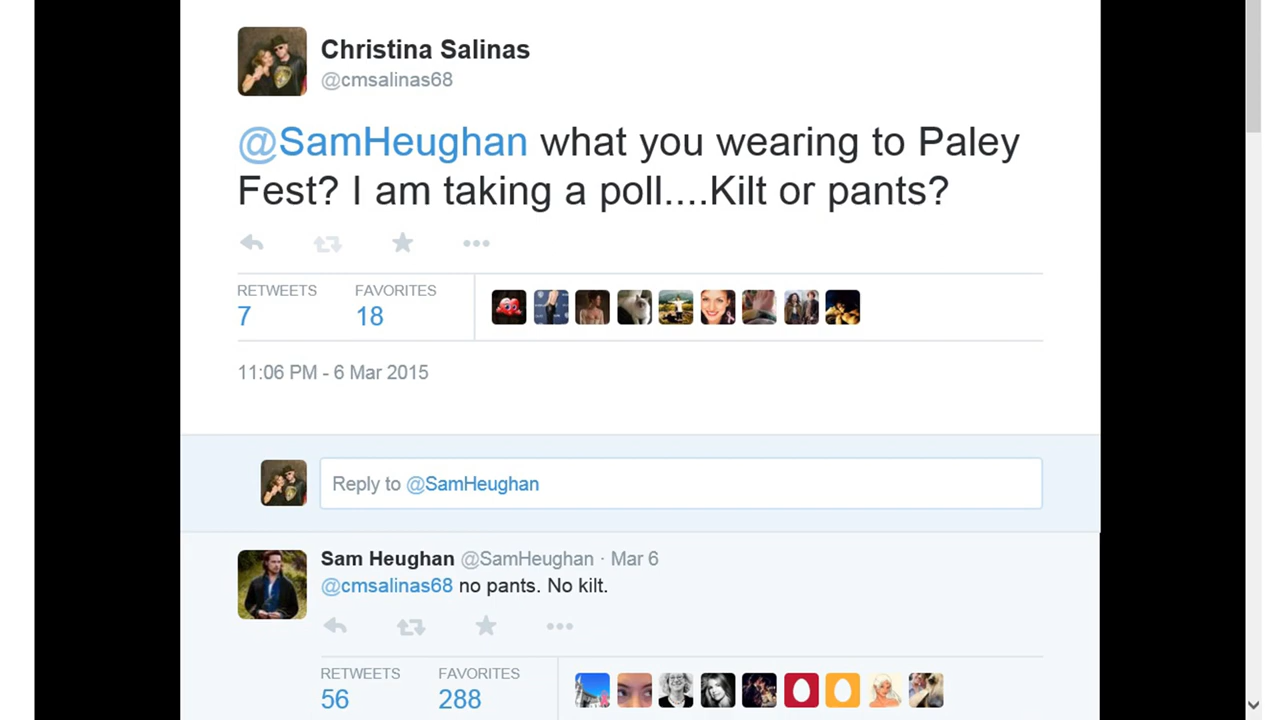 Christina Salinas
@cmsalinas68
@SamHeughan what you wearing to Paley
Fest? I am taking a poll....Kilt or pants?
RETWEETS FAVORITES
7 18
11:06 PM - 6 Mar 2015
Reply to @SamHeughan
Sam Heughan @SamHeughan · Mar 6
@cmsalinas68 no pants. No kilt.
RETWEETS FAVORITES
56 288